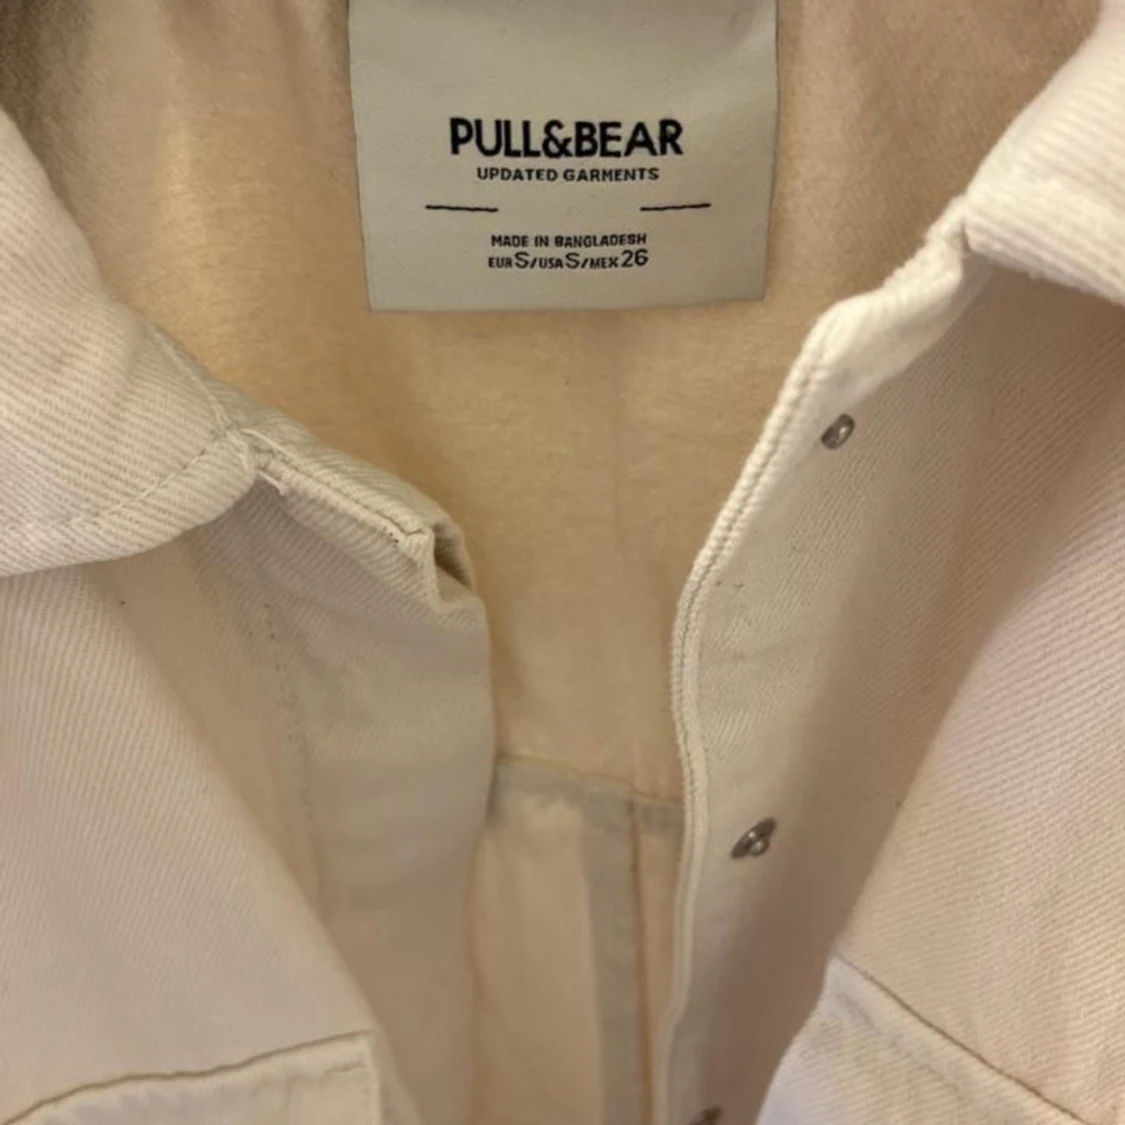 PULL&BEAR
UPDATED GARMENTS
MADE IN BANGLADESH
EUR S/USA S/MEX 26